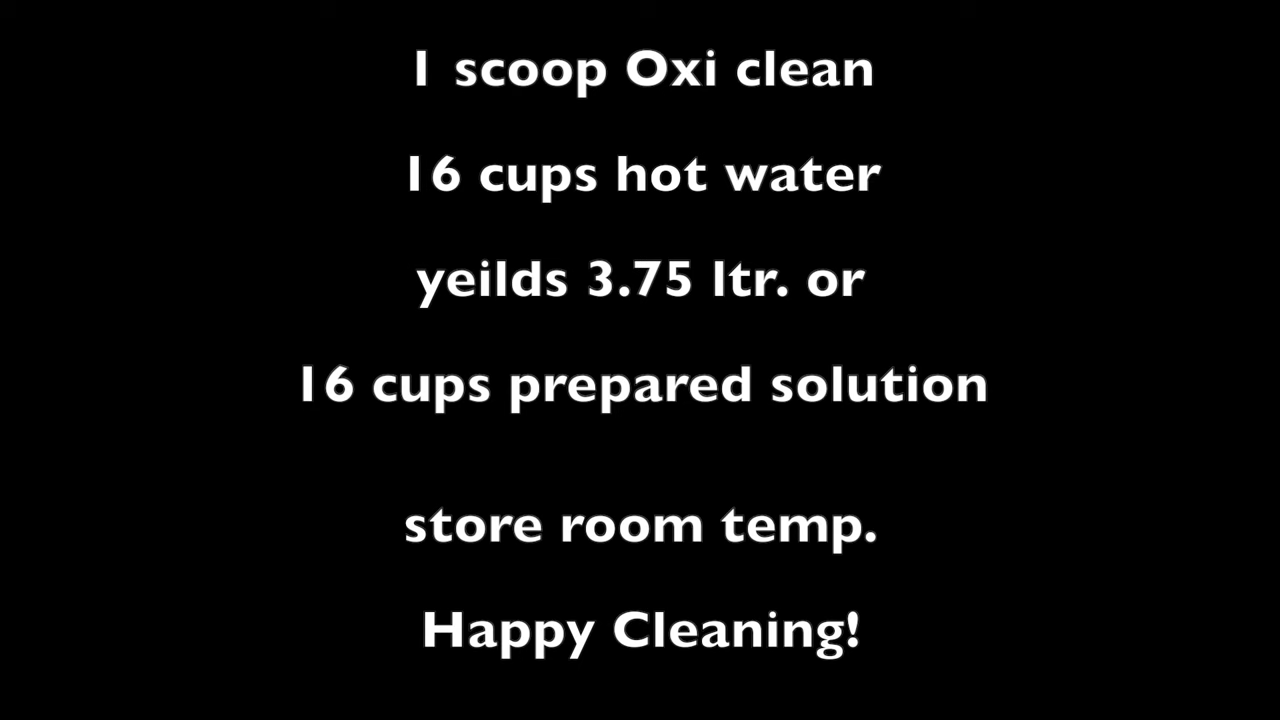 1 scoop Oxi clean
16 cups hot water
yeilds 3.75 ltr. or
16 cups prepared solution
store room temp.
Happy Cleaning!